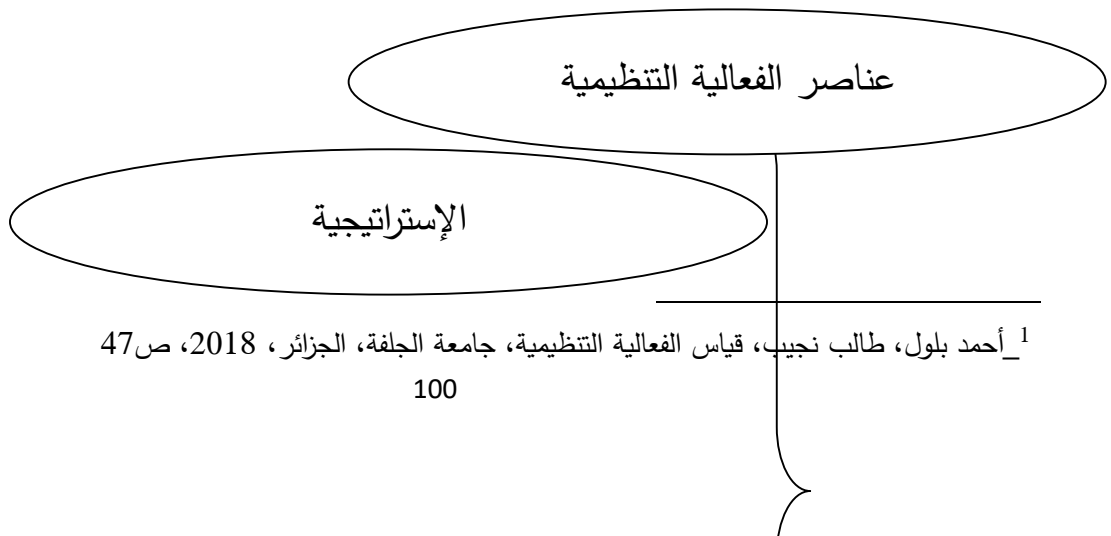 عناصر الفعالية التنظيمية
الإستراتيجية
1_أحمد بلول، طالب نجيب، قياس الفعالية التنظيمية، جامعة الجلفة، الجزائر، 2018، ص47
100